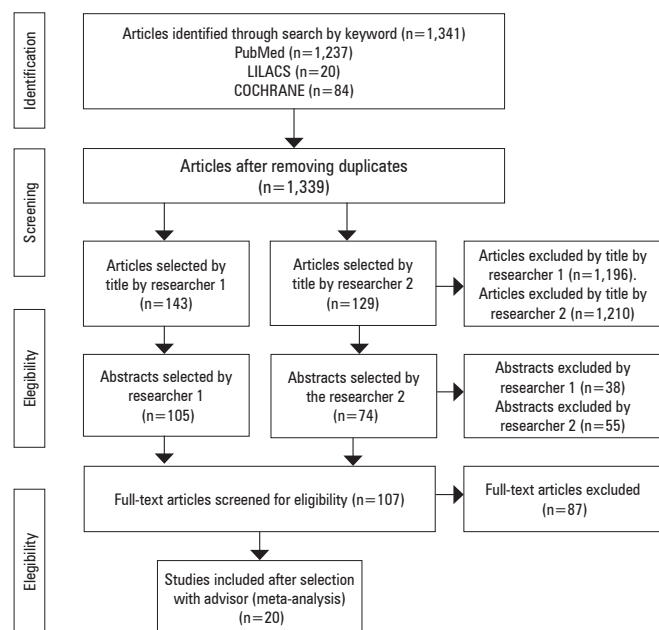 Identification
Articles identified through search by keyword (n=1,341)
PubMed (n=1,237)
LILACS (n=20)
COCHRANE (n=84)
Screening
Articles after removing duplicates
(n=1,339)
Articles selected by
title by researcher 1
(n=143)
Articles selected by
title by researcher 2
(n=129)
Articles excluded by title by
researcher 1 (n=1,196).
Articles excluded by title by
researcher 2 (n=1,210)
Elegibility
Abstracts selected by
researcher 1
(n=105)
Abstracts selected by
the researcher 2
(n=74)
Abstracts excluded by
researcher 1 (n=38)
Abstracts excluded by
researcher 2 (n=55)
Elegibility
Full-text articles screened for eligibility (n=107)
Full-text articles excluded
(n=87)
Studies included after selection
with advisor (meta-analysis)
(n=20)